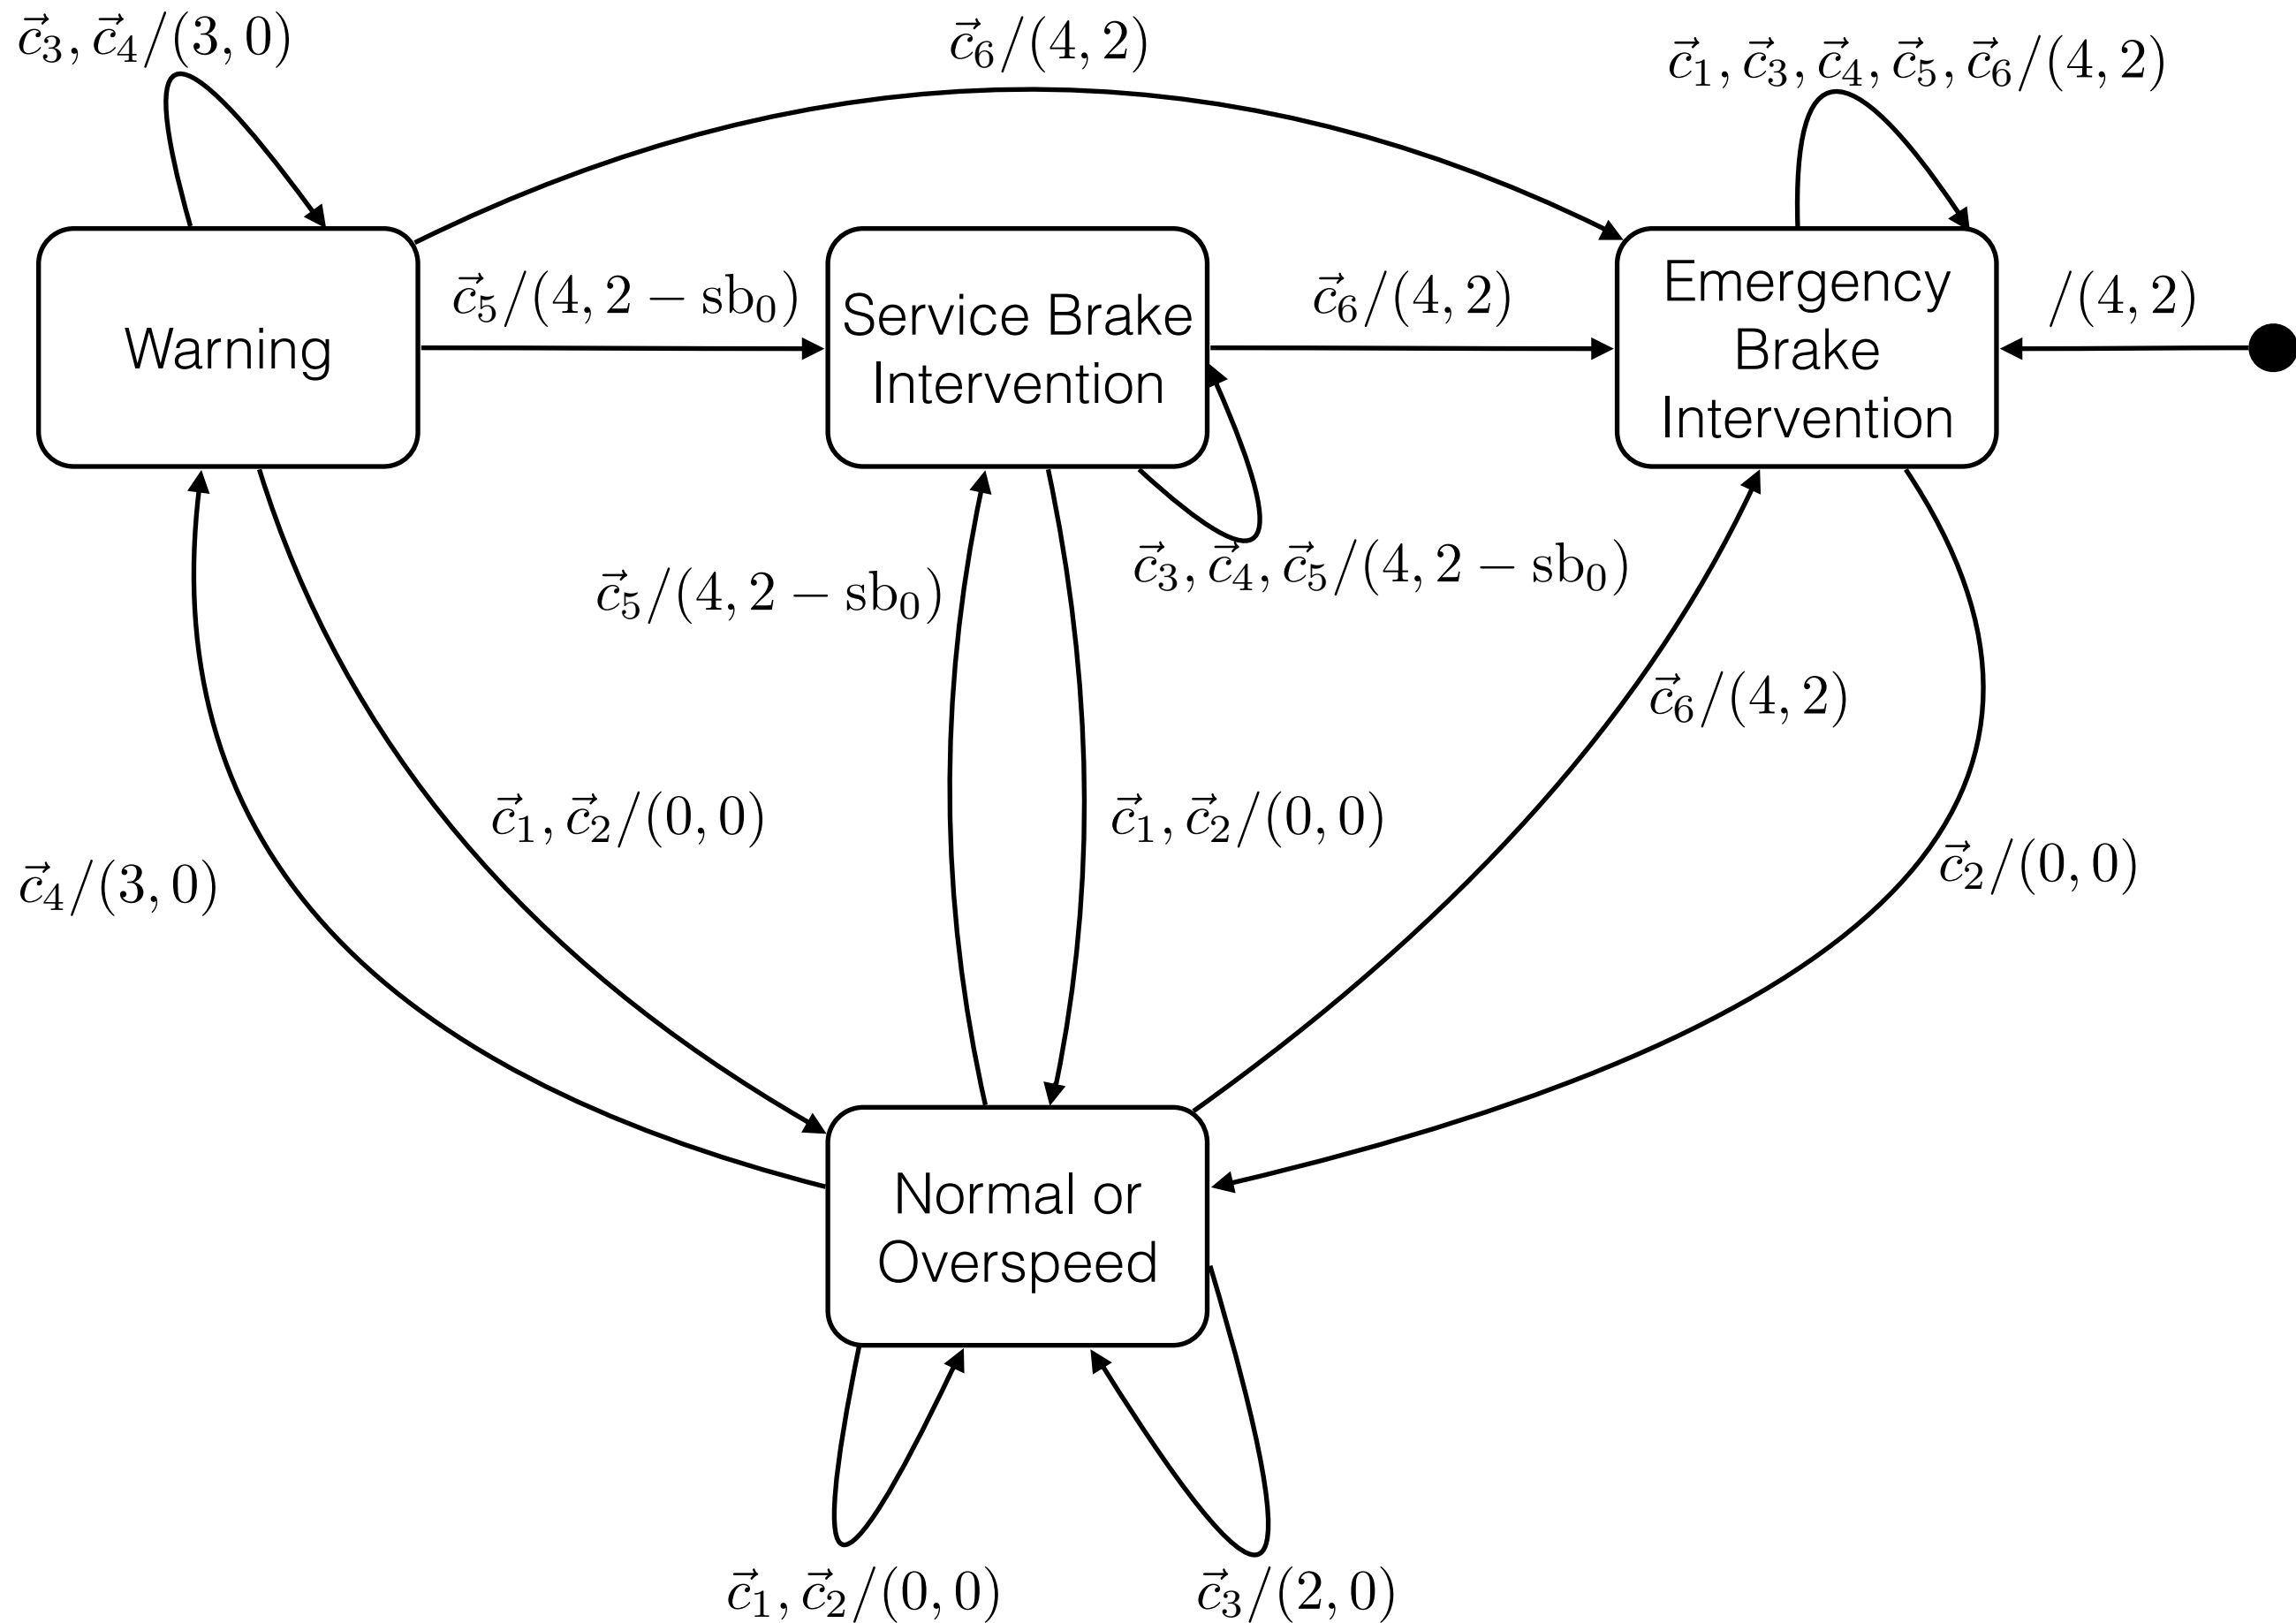 c⃗₃, c⃗₄/(3, 0)
c⃗₆/(4, 2)
c⃗₁, c⃗₃, c⃗₄, c⃗₅, c⃗₆/(4, 2)
Warning
c⃗₅/(4, 2 − sb₀)
Service Brake
Intervention
c⃗₆/(4, 2)
Emergency
Brake
Intervention
/(4, 2)
c⃗₅/(4, 2 − sb₀)
c⃗₃, c⃗₄, c⃗₅/(4, 2 − sb₀)
c⃗₆/(4, 2)
c⃗₁, c⃗₂/(0, 0)
c⃗₁, c⃗₂/(0, 0)
c⃗₄/(3, 0)
c⃗₂/(0, 0)
Normal or
Overspeed
c⃗₁, c⃗₂/(0, 0)
c⃗₃/(2, 0)